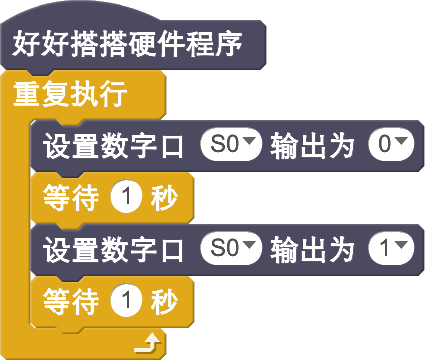 好好搭搭硬件程序
重复执行
设置数字口 S0 输出为 0
等待 1 秒
设置数字口 S0 输出为 1
等待 1 秒